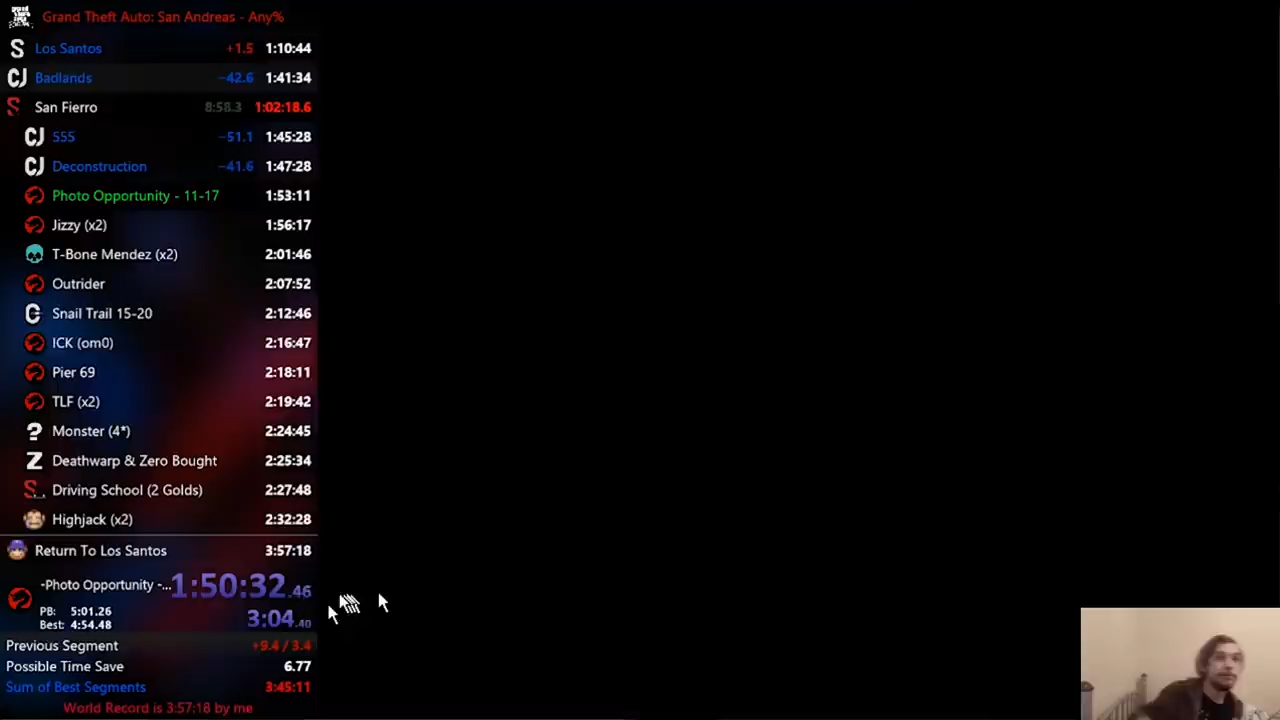 Grand Theft Auto: San Andreas - Any%
Los Santos +1.5 1:10:44
Badlands -42.6 1:41:34
San Fierro 8:58.3 1:02:18.6
555 -51.1 1:45:28
Deconstruction -41.6 1:47:28
Photo Opportunity - 11-17 1:53:11
Jizzy (x2) 1:56:17
T-Bone Mendez (x2) 2:01:46
Outrider 2:07:52
Snail Trail 15-20 2:12:46
ICK (om0) 2:16:47
Pier 69 2:18:11
TLF (x2) 2:19:42
Monster (4*) 2:24:45
Deathwarp & Zero Bought 2:25:34
Driving School (2 Golds) 2:27:48
Highjack (x2) 2:32:28
Return To Los Santos 3:57:18
-Photo Opportunity -... 1:50:32.46
PB: 5:01.26
Best: 4:54.48 3:04.40
Previous Segment +9.4 / 3.4
Possible Time Save 6.77
Sum of Best Segments 3:45:11
World Record is 3:57:18 by me